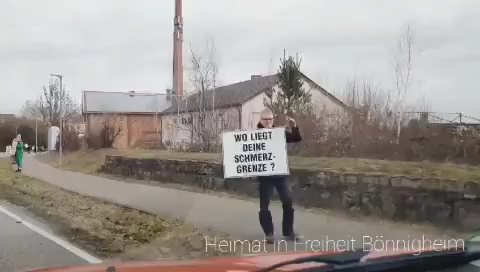 WO LIEGT
DEINE
SCHMERZ-
GRENZE ?
Heimat in Freiheit Bönnigheim